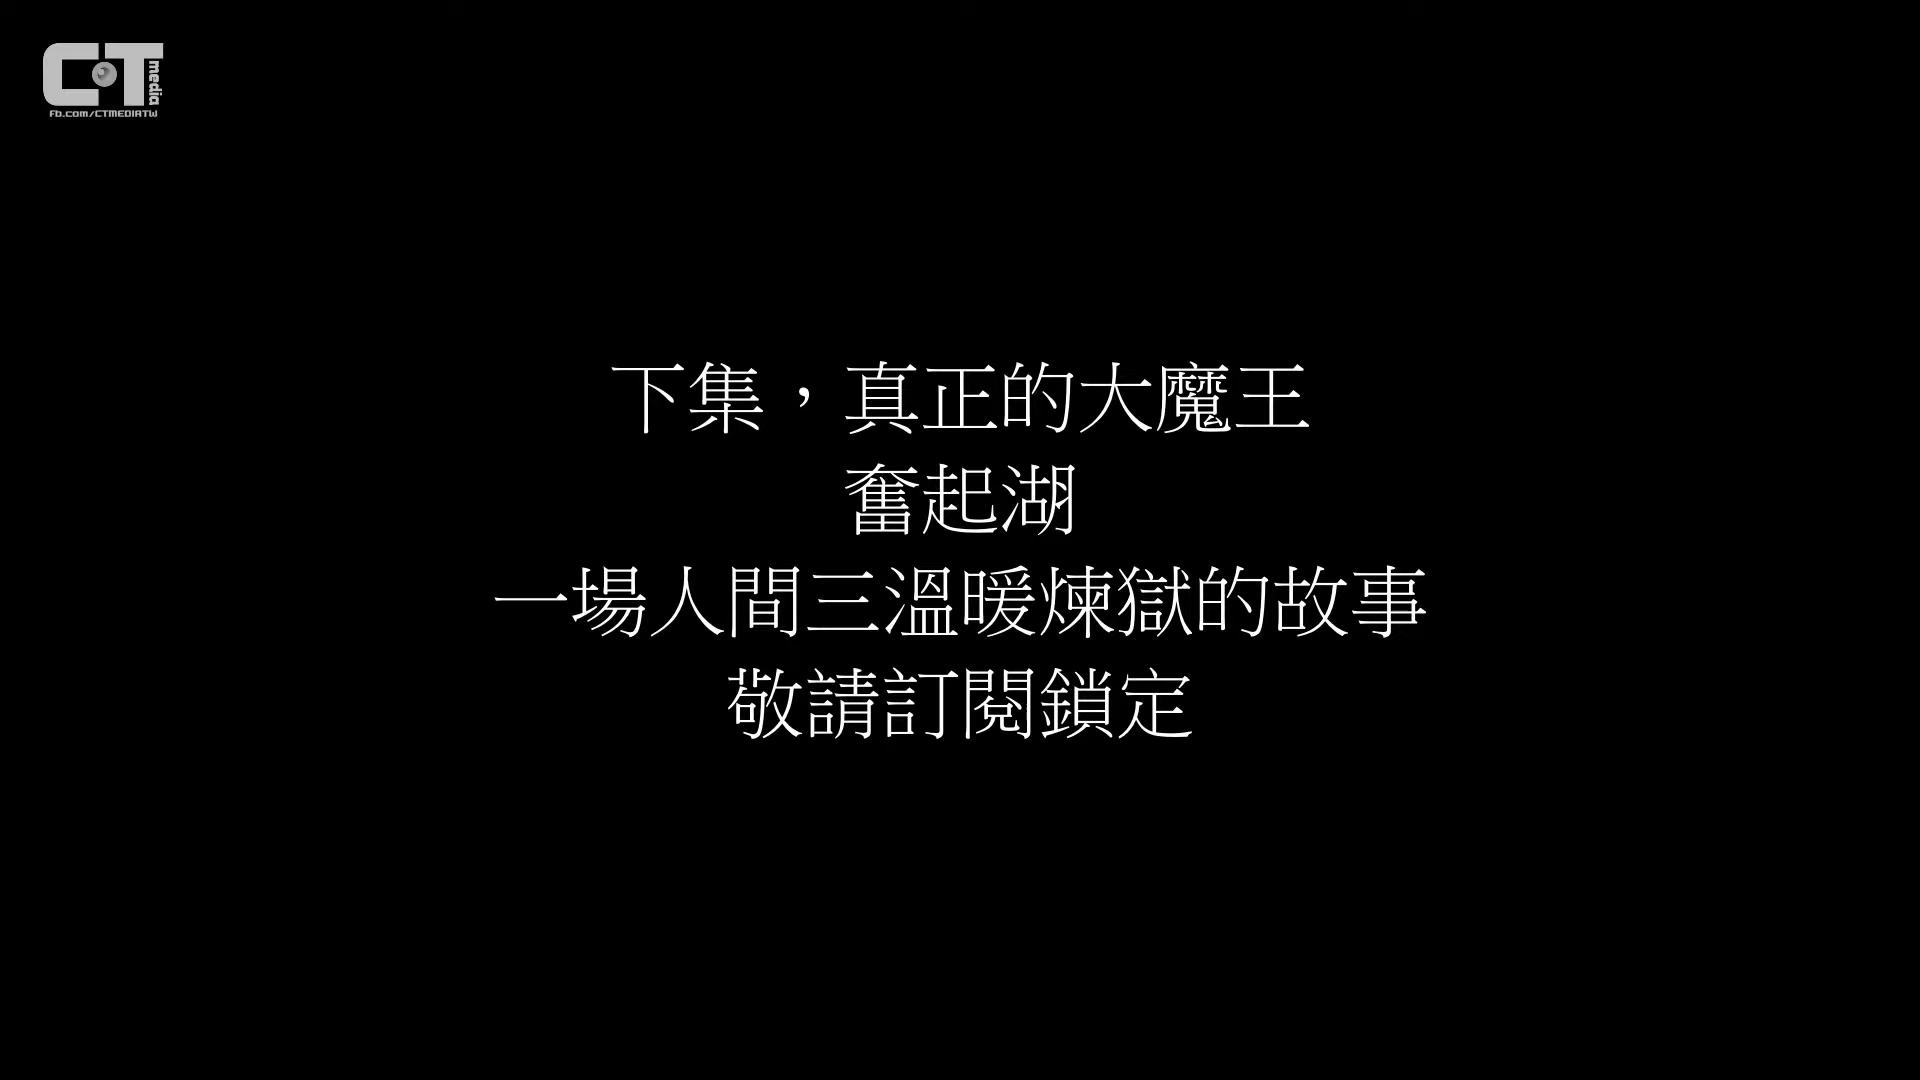 CT media
Fb.com/CTMEDIATW
下集，真正的大魔王
奮起湖
一場人間三溫暖煉獄的故事
敬請訂閱鎖定